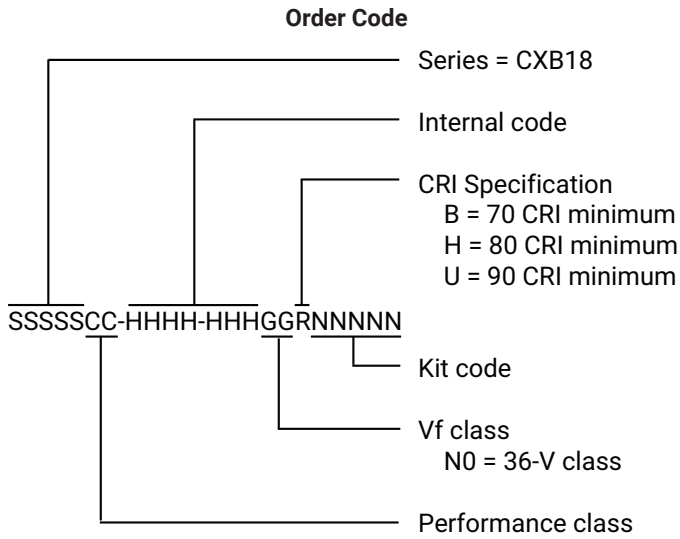 Order Code
Series = CXB18
Internal code
CRI Specification
B = 70 CRI minimum
H = 80 CRI minimum
U = 90 CRI minimum
SSSSSCC-HHHH-HHHGGRNNNNN
Kit code
Vf class
N0 = 36-V class
Performance class